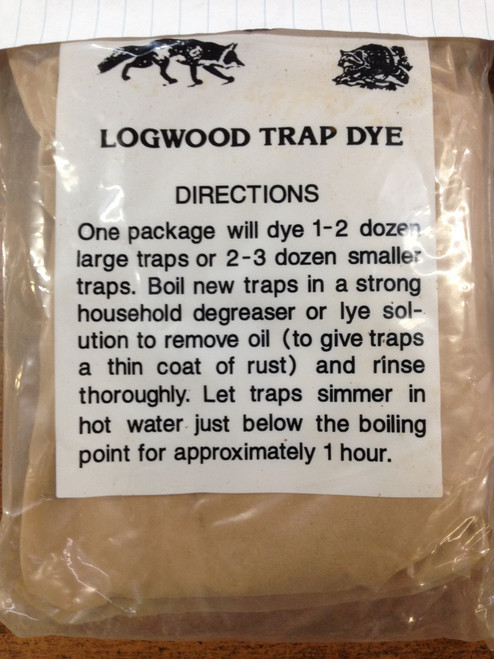 LOGWOOD TRAP DYE
DIRECTIONS
One package will dye 1-2 dozen
large traps or 2-3 dozen smaller
traps. Boil new traps in a strong
household degreaser or lye sol-
ution to remove oil (to give traps
a thin coat of rust) and rinse
thoroughly. Let traps simmer in
hot water just below the boiling
point for approximately 1 hour.